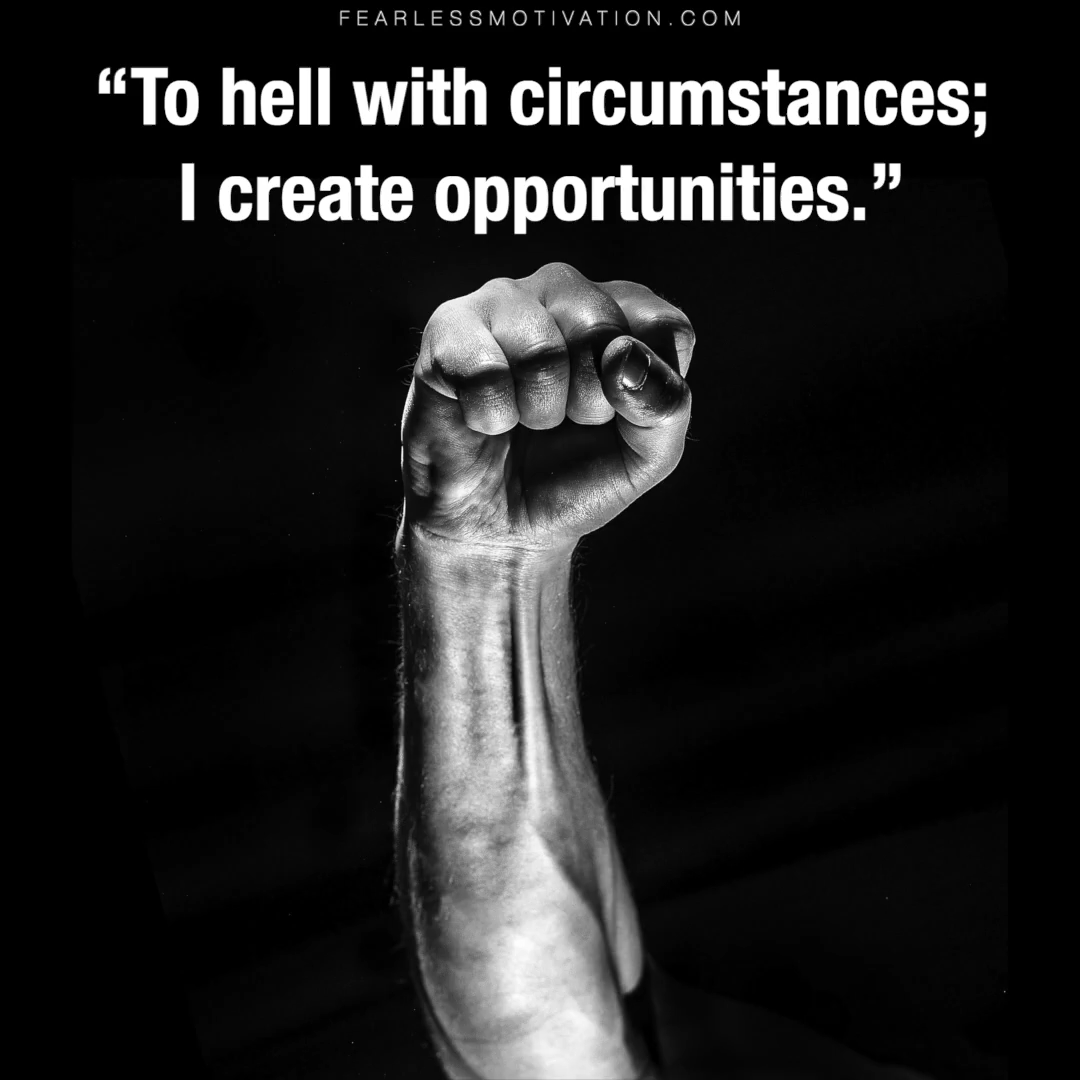 FEARLESSMOTIVATION.COM
“To hell with circumstances;
I create opportunities.”